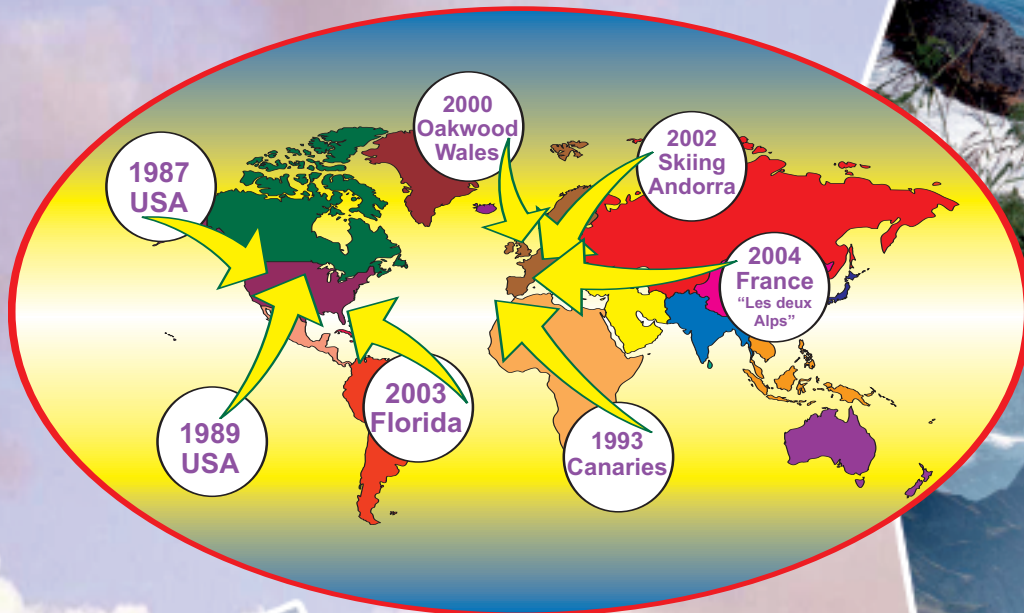 2000
Oakwood
Wales
2002
Skiing
Andorra
1987
USA
2004
France
“Les deux
Alps”
2003
Florida
1989
USA
1993
Canaries